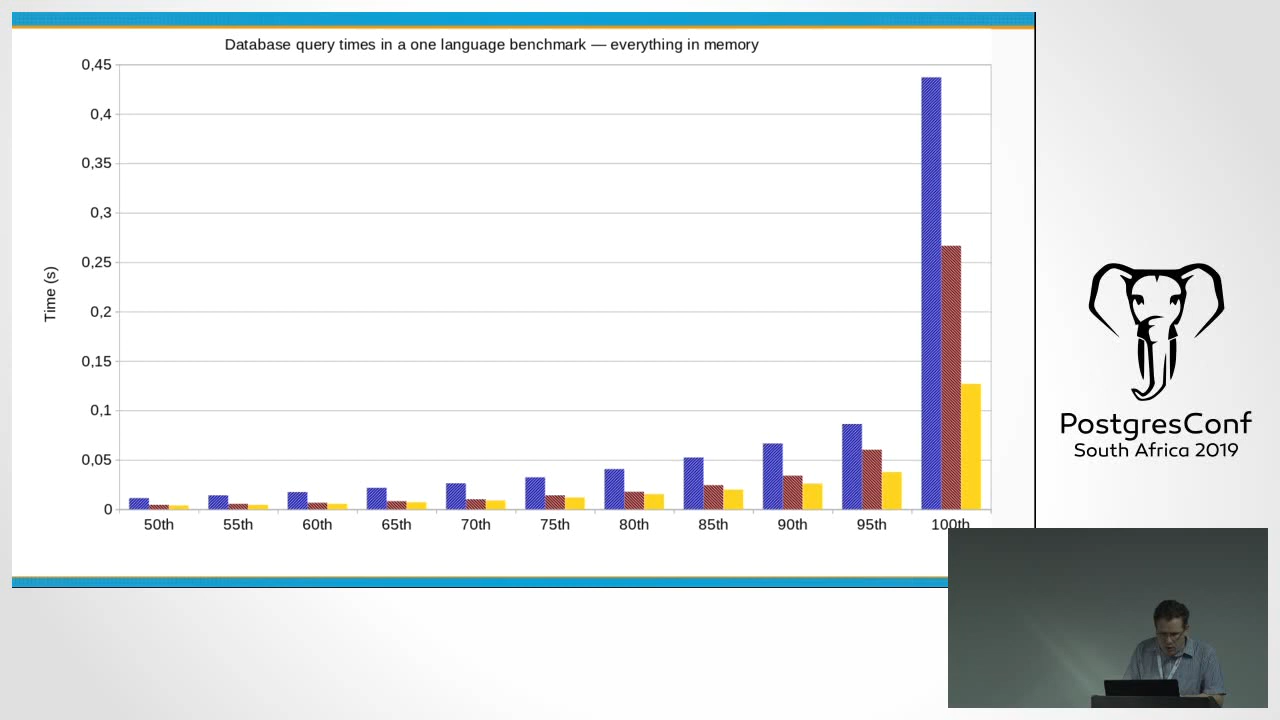 Database query times in a one language benchmark — everything in memory
0,45
0,4
0,35
0,3
0,25
0,2
0,15
0,1
0,05
0
Time (s)
50th 55th 60th 65th 70th 75th 80th 85th 90th 95th 100th
PostgresConf
South Africa 2019